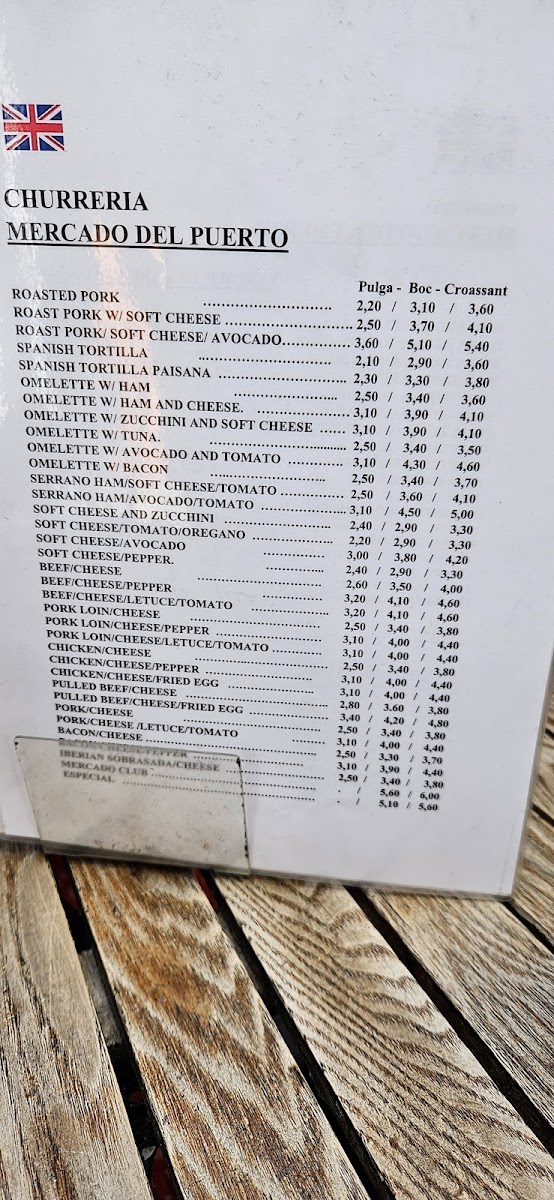 CHURRERIA
MERCADO DEL PUERTO
Pulga - Boc - Croassant
ROASTED PORK .............................. 2,20 / 3,10 / 3,60
ROAST PORK W/ SOFT CHEESE .............................. 2,50 / 3,70 / 4,10
ROAST PORK/ SOFT CHEESE/ AVOCADO................ 3,60 / 5,10 / 5,40
SPANISH TORTILLA .............................. 2,10 / 2,90 / 3,60
SPANISH TORTILLA PAISANA .............................. 2,30 / 3,30 / 3,80
OMELETTE W/ HAM .............................. 2,50 / 3,40 / 3,60
OMELETTE W/ HAM AND CHEESE. ...................... 3,10 / 3,90 / 4,10
OMELETTE W/ ZUCCHINI AND SOFT CHEESE ...... 3,10 / 3,90 / 4,10
OMELETTE W/ TUNA. .............................. 2,50 / 3,40 / 3,50
OMELETTE W/ AVOCADO AND TOMATO ............ 3,10 / 4,30 / 4,60
OMELETTE W/ BACON .............................. 2,50 / 3,40 / 3,70
SERRANO HAM/SOFT CHEESE/TOMATO .............. 2,50 / 3,60 / 4,10
SERRANO HAM/AVOCADO/TOMATO .................... 3,10 / 4,50 / 5,00
SOFT CHEESE AND ZUCCHINI ........................ 2,40 / 2,90 / 3,30
SOFT CHEESE/TOMATO/OREGANO .................... 2,20 / 2,90 / 3,30
SOFT CHEESE/AVOCADO ................ 3,00 / 3,80 / 4,20
SOFT CHEESE/PEPPER. ............... 2,40 / 2,90 / 3,30
BEEF/CHEESE .............................. 2,60 / 3,50 / 4,00
BEEF/CHEESE/PEPPER ................ 3,20 / 4,10 / 4,60
BEEF/CHEESE/LETUCE/TOMATO .................... 3,20 / 4,10 / 4,60
PORK LOIN/CHEESE .............................. 2,50 / 3,40 / 3,80
PORK LOIN/CHEESE/PEPPER .......................... 3,10 / 4,00 / 4,40
PORK LOIN/CHEESE/LETUCE/TOMATO ............ 3,10 / 4,00 / 4,40
CHICKEN/CHEESE .............................. 2,50 / 3,40 / 3,80
CHICKEN/CHEESE/PEPPER .......................... 3,10 / 4,00 / 4,40
CHICKEN/CHEESE/FRIED EGG ...................... 3,10 / 4,00 / 4,40
PULLED BEEF/CHEESE .............................. 2,80 / 3.60 / 3,80
PULLED BEEF/CHEESE/FRIED EGG .................... 3,40 / 4,20 / 4,80
PORK/CHEESE .............................. 2,50 / 3,40 / 3,80
PORK/CHEESE /LETUCE/TOMATO .................... 3,10 / 4,00 / 4,40
BACON/CHEESE .............................. 2,50 / 3,30 / 3,70
BACON/CHEESE/PEPPER .............................. 3,10 / 3,90 / 4,40
IBERIAN SOBRASADA/CHEESE .......................... 2,50 / 3,40 / 3,80
MERCADO CLUB .............................. . / 5,60 / 6,00
ESPECIAL .............................. . / 5,10 / 5,60